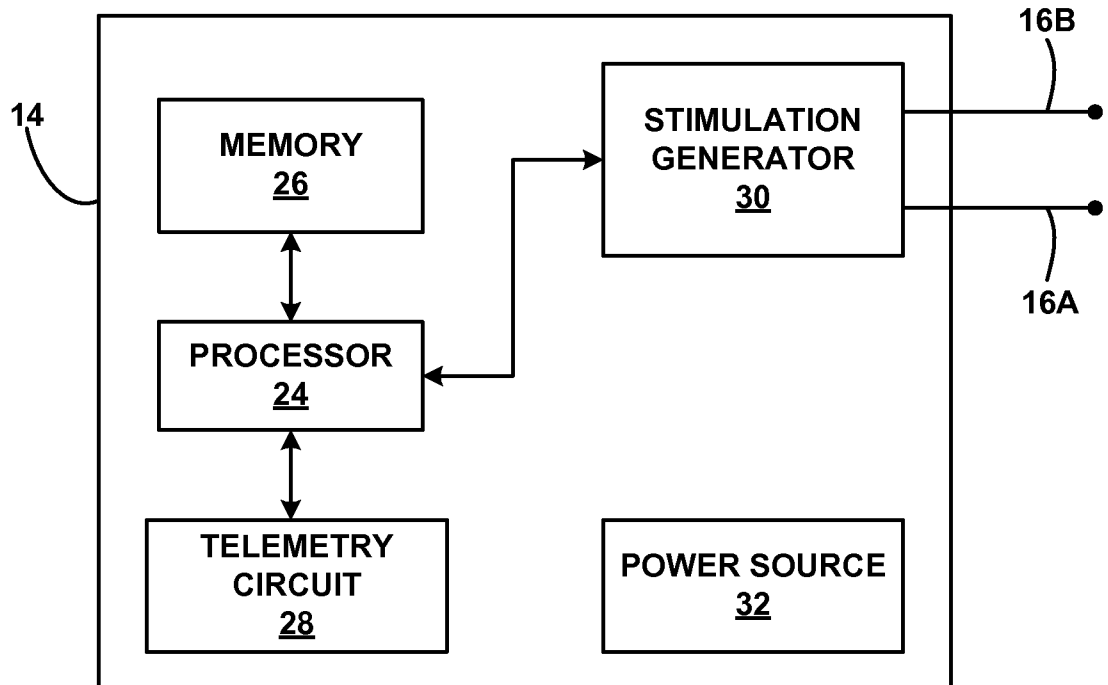 16B
14
MEMORY
26
STIMULATION
GENERATOR
30
16A
PROCESSOR
24
TELEMETRY
CIRCUIT
28
POWER SOURCE
32